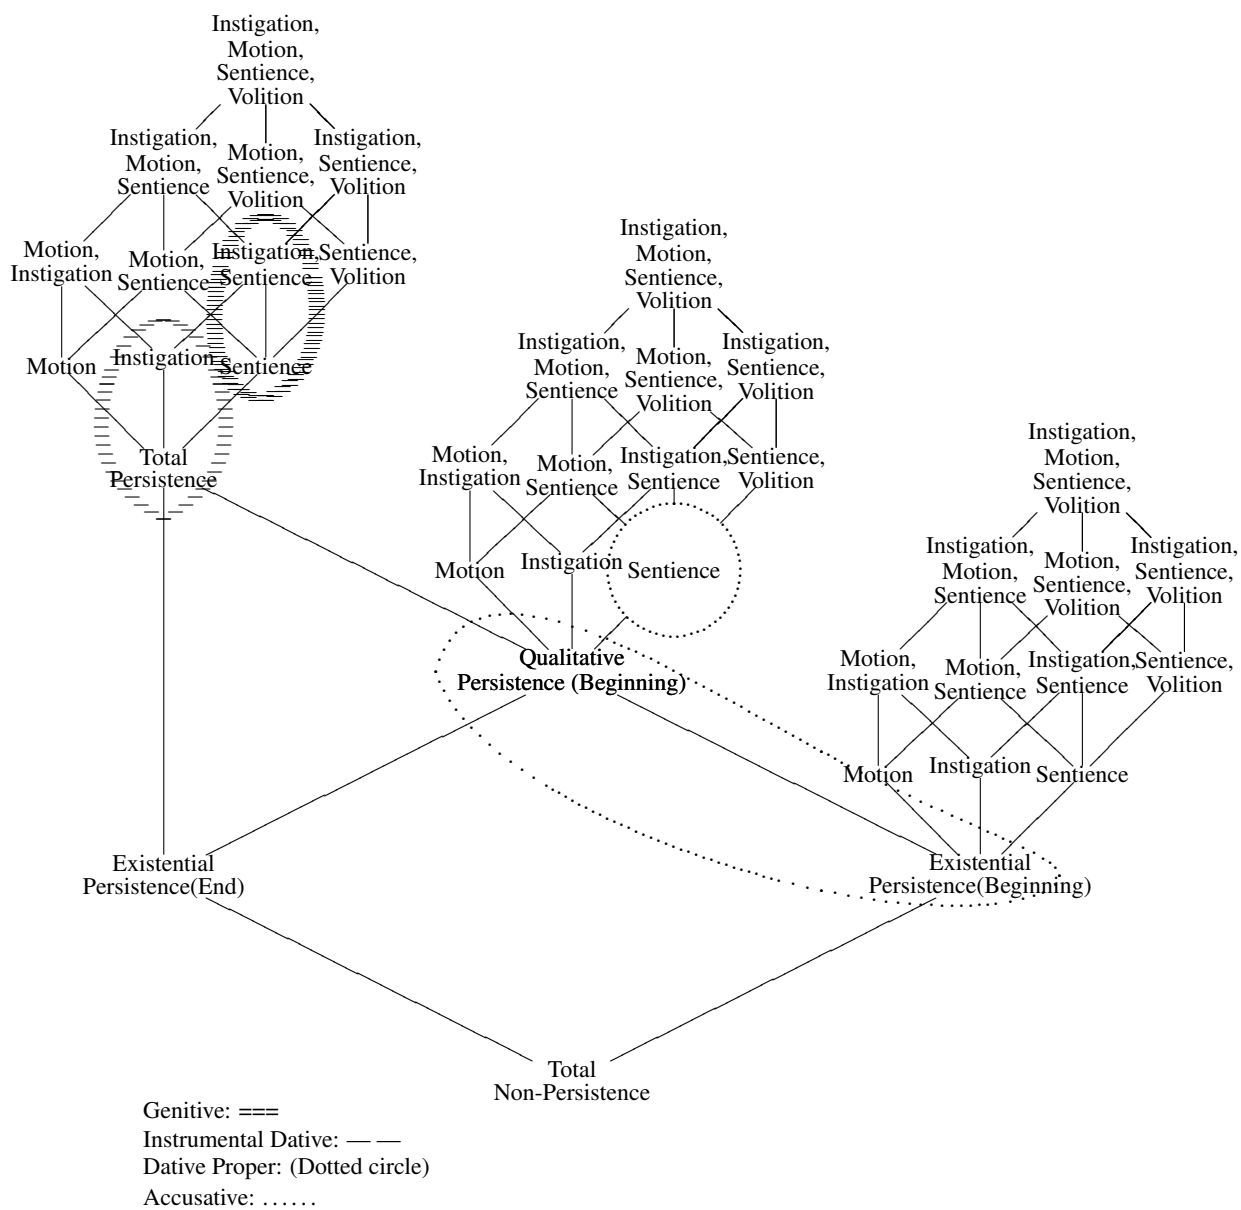 Instigation,
Motion,
Sentience,
Volition
Instigation,
Motion,
Sentience
Motion,
Sentience,
Volition
Instigation,
Sentience,
Volition
Motion,
Instigation
Motion,
Sentience
Instigation,
Sentience
Sentience,
Volition
Motion
Instigation
Sentience
Total
Persistence
Instigation,
Motion,
Sentience,
Volition
Instigation,
Motion,
Sentience
Motion,
Sentience,
Volition
Instigation,
Sentience,
Volition
Motion,
Instigation
Motion,
Sentience
Instigation,
Sentience
Sentience,
Volition
Motion
Instigation
Sentience
Qualitative
Persistence (Beginning)
Instigation,
Motion,
Sentience,
Volition
Instigation,
Motion,
Sentience
Motion,
Sentience,
Volition
Instigation,
Sentience,
Volition
Motion,
Instigation
Motion,
Sentience
Instigation,
Sentience
Sentience,
Volition
Motion
Instigation
Sentience
Existential
Persistence(End)
Existential
Persistence(Beginning)
Total
Non-Persistence
Genitive: ===
Instrumental Dative: — —
Dative Proper: (Dotted circle)
Accusative: ......